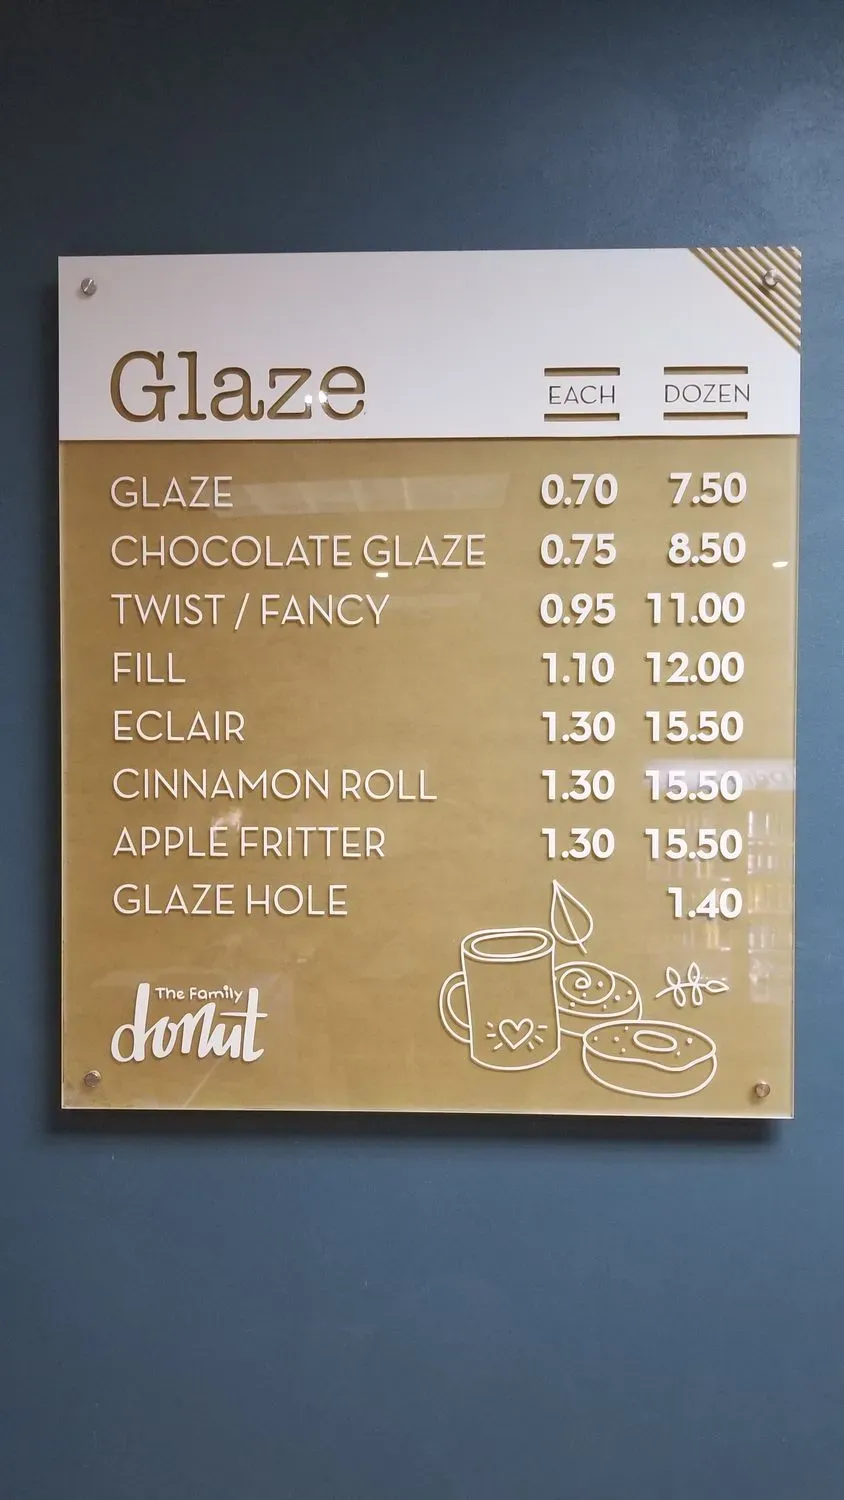 Glaze EACH DOZEN
GLAZE 0.70 7.50
CHOCOLATE GLAZE 0.75 8.50
TWIST / FANCY 0.95 11.00
FILL 1.10 12.00
ECLAIR 1.30 15.50
CINNAMON ROLL 1.30 15.50
APPLE FRITTER 1.30 15.50
GLAZE HOLE 1.40
The Family
donut